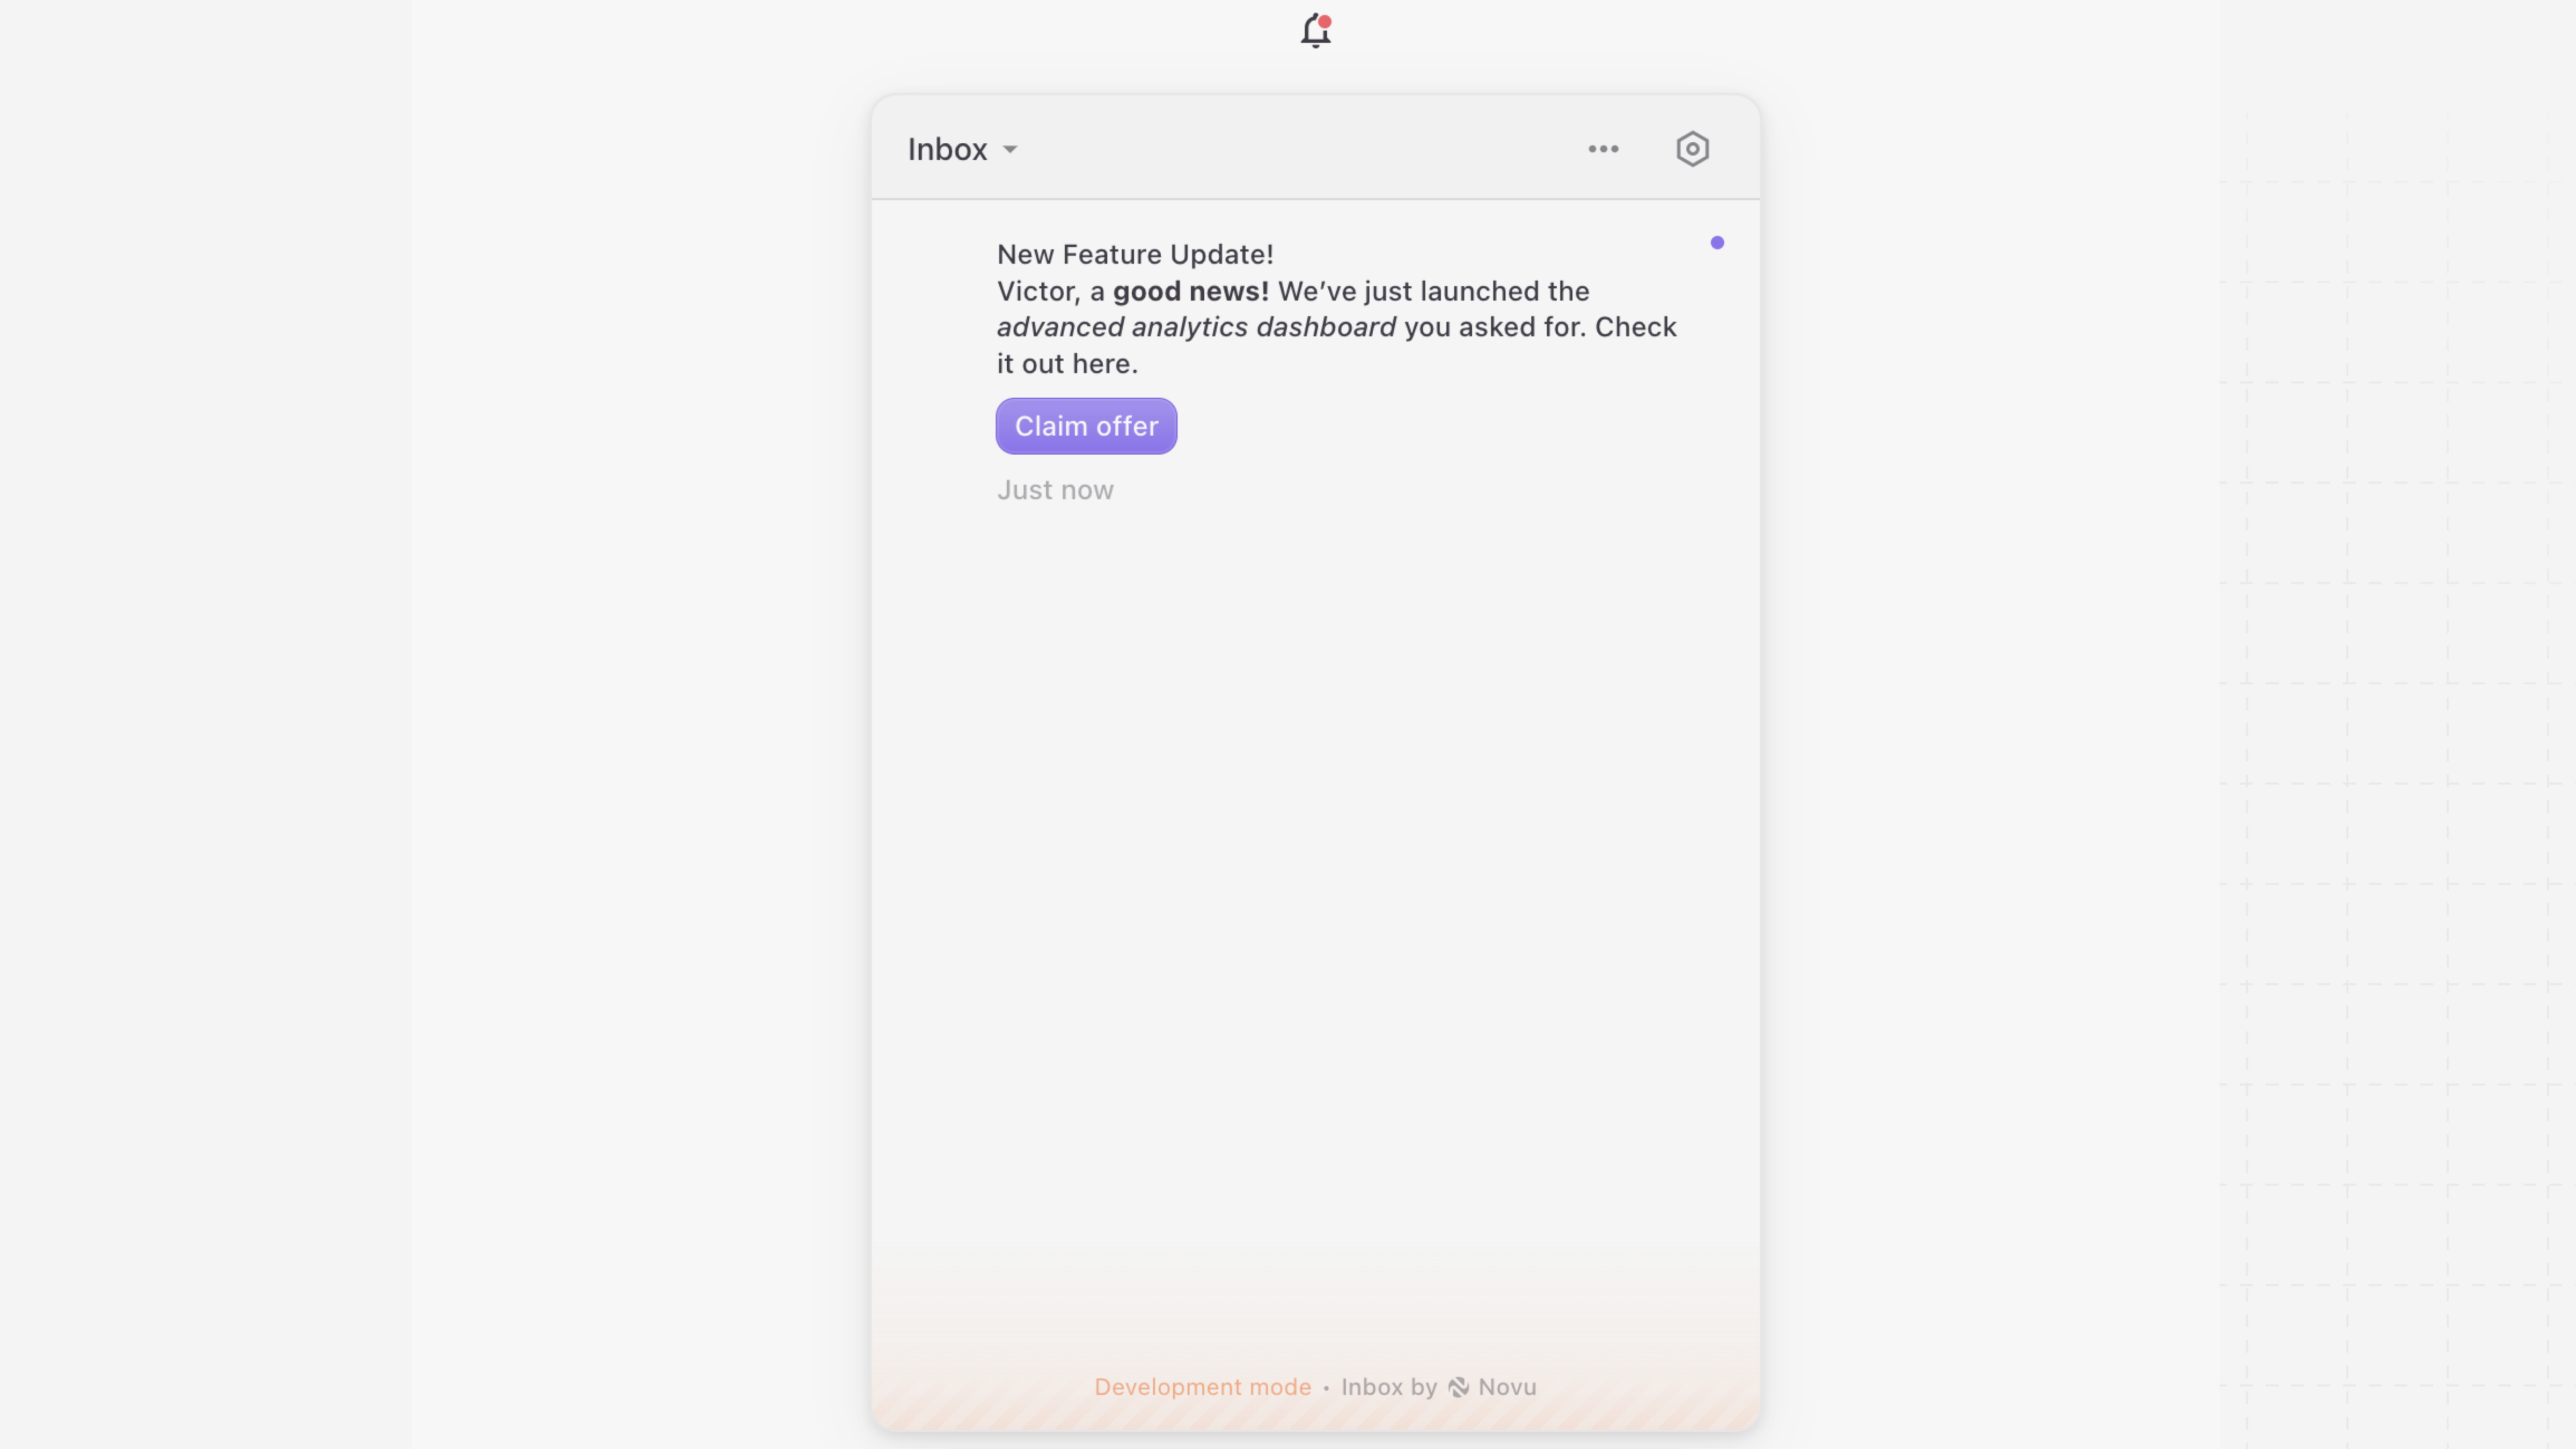 Inbox
New Feature Update!
Victor, a good news! We’ve just launched the
advanced analytics dashboard you asked for. Check
it out here.
Claim offer
Just now
Development mode • Inbox by Novu